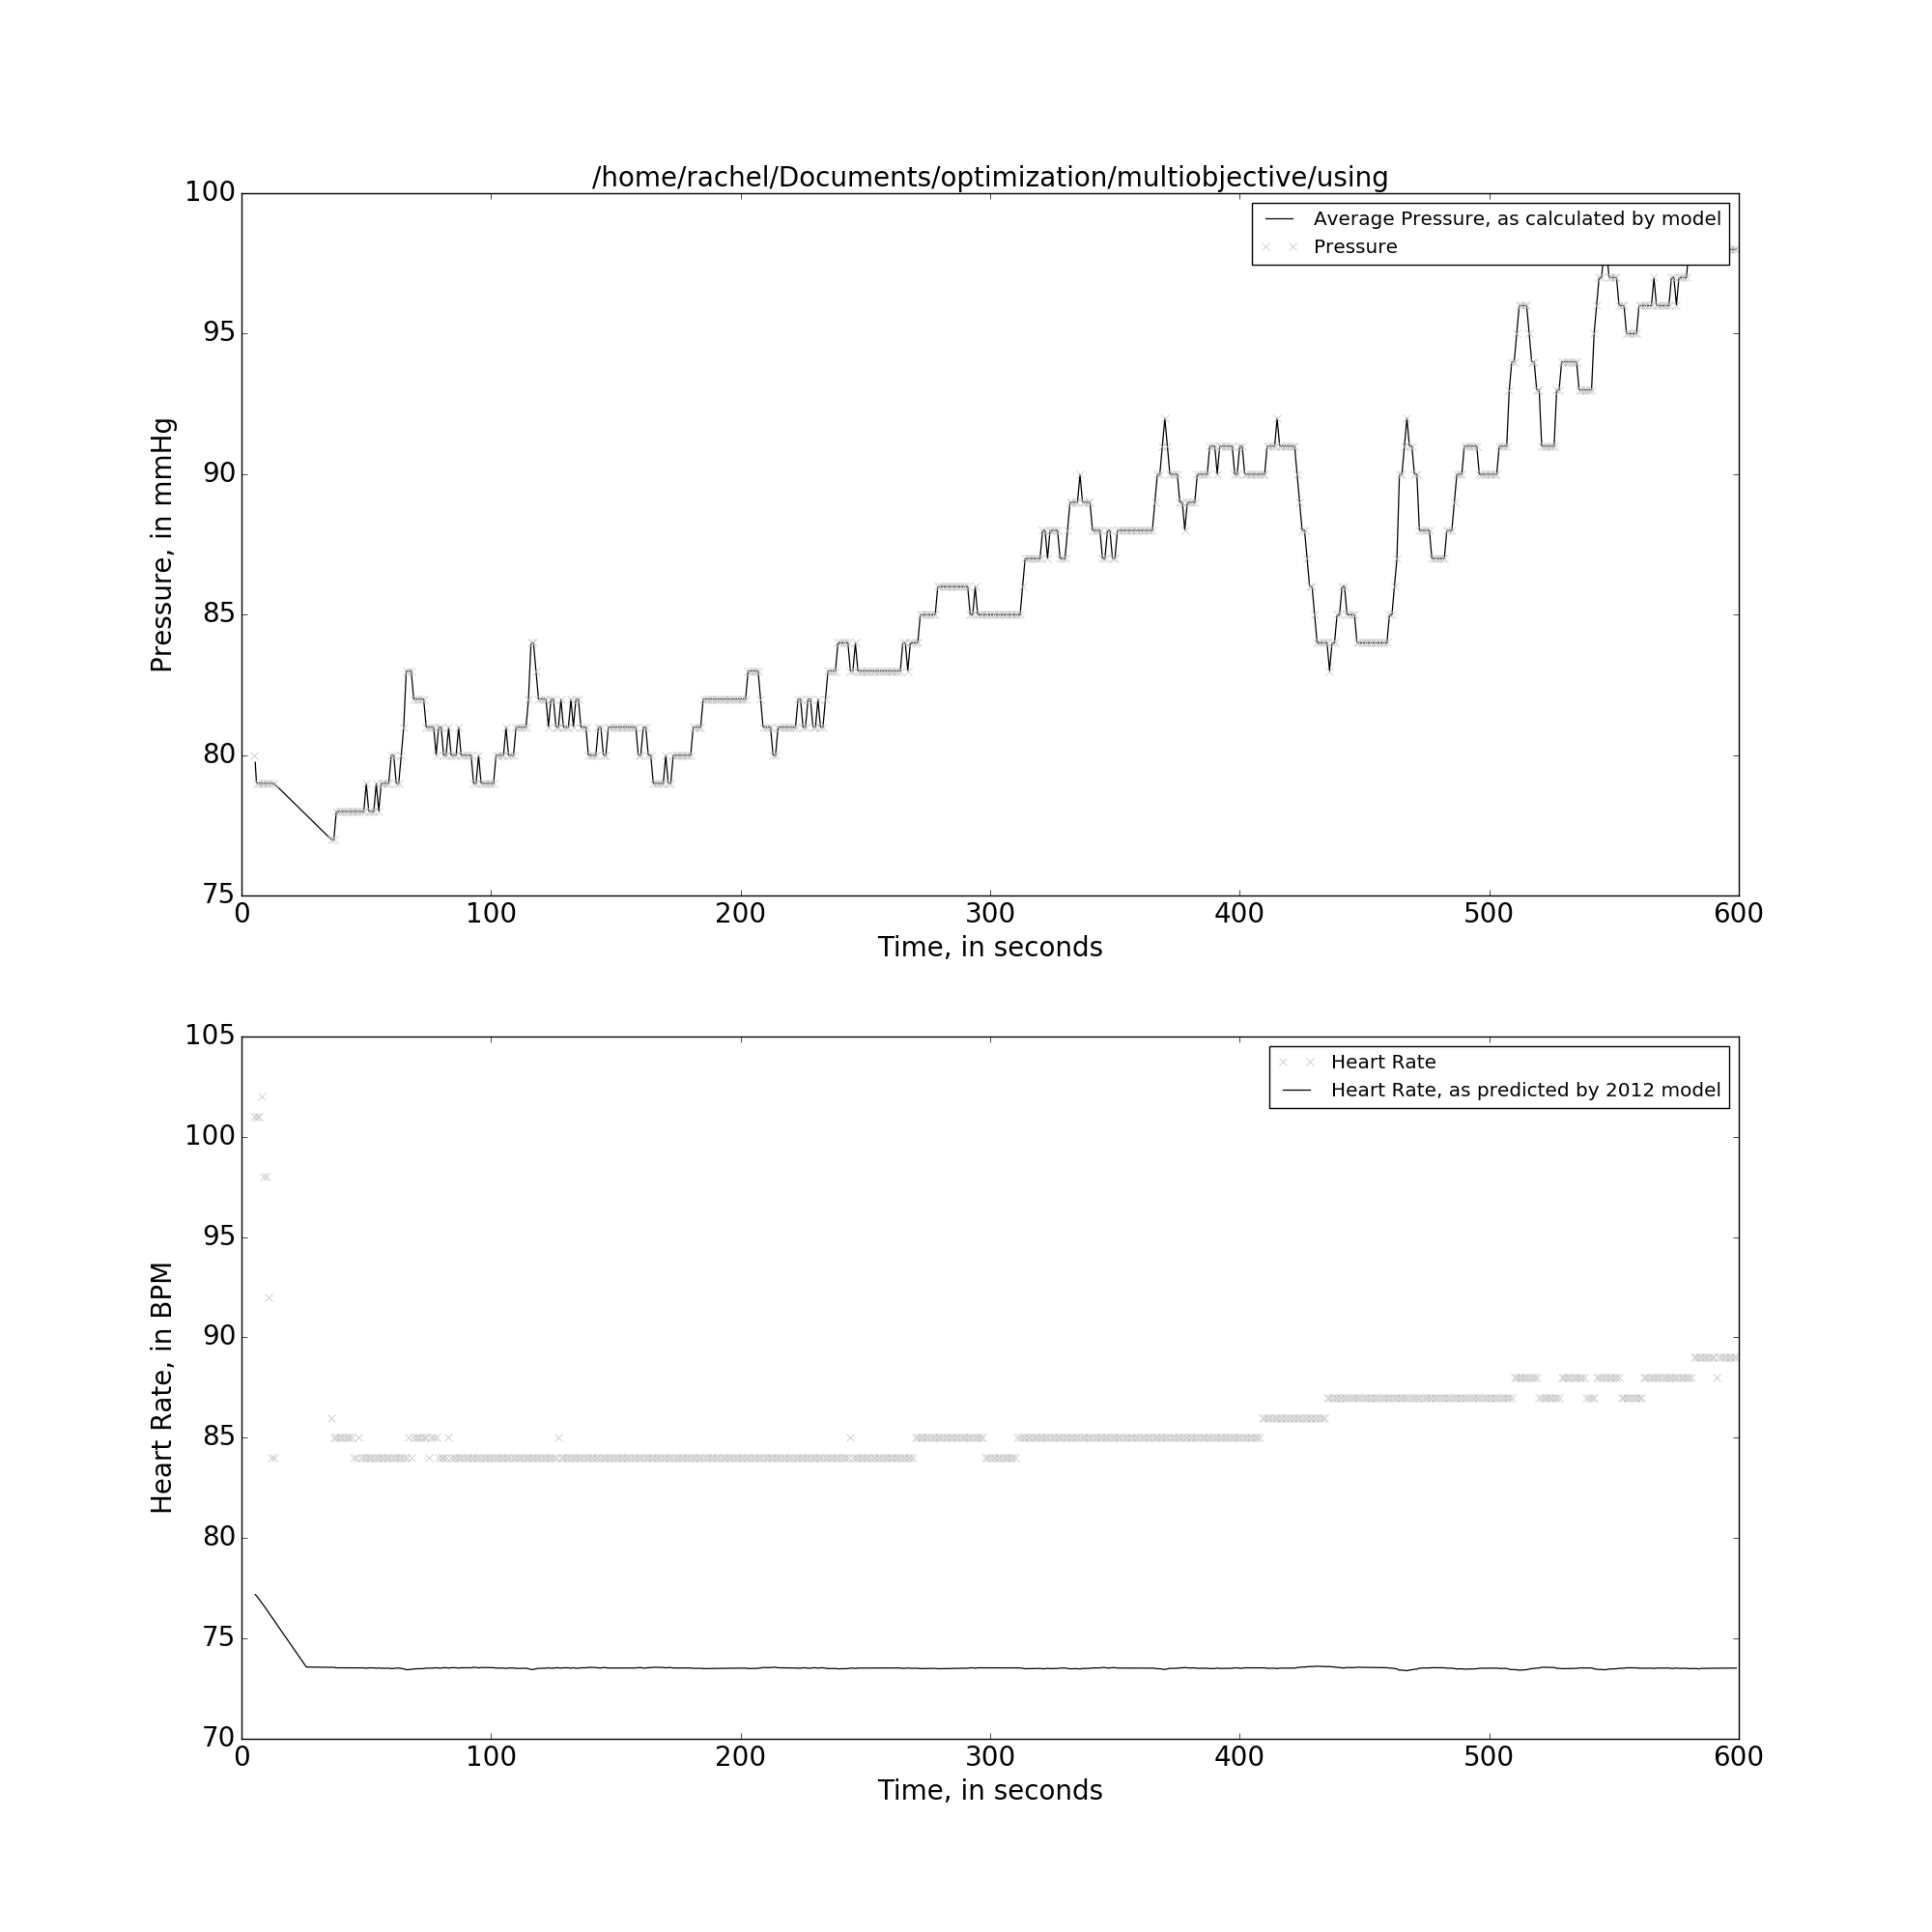 /home/rachel/Documents/optimization/multiobjective/using
100
95
90
85
80
75
Pressure, in mmHg
Average Pressure, as calculated by model
Pressure
0 100 200 300 400 500 600
Time, in seconds
105
100
95
90
85
80
75
70
Heart Rate, in BPM
Heart Rate
Heart Rate, as predicted by 2012 model
0 100 200 300 400 500 600
Time, in seconds